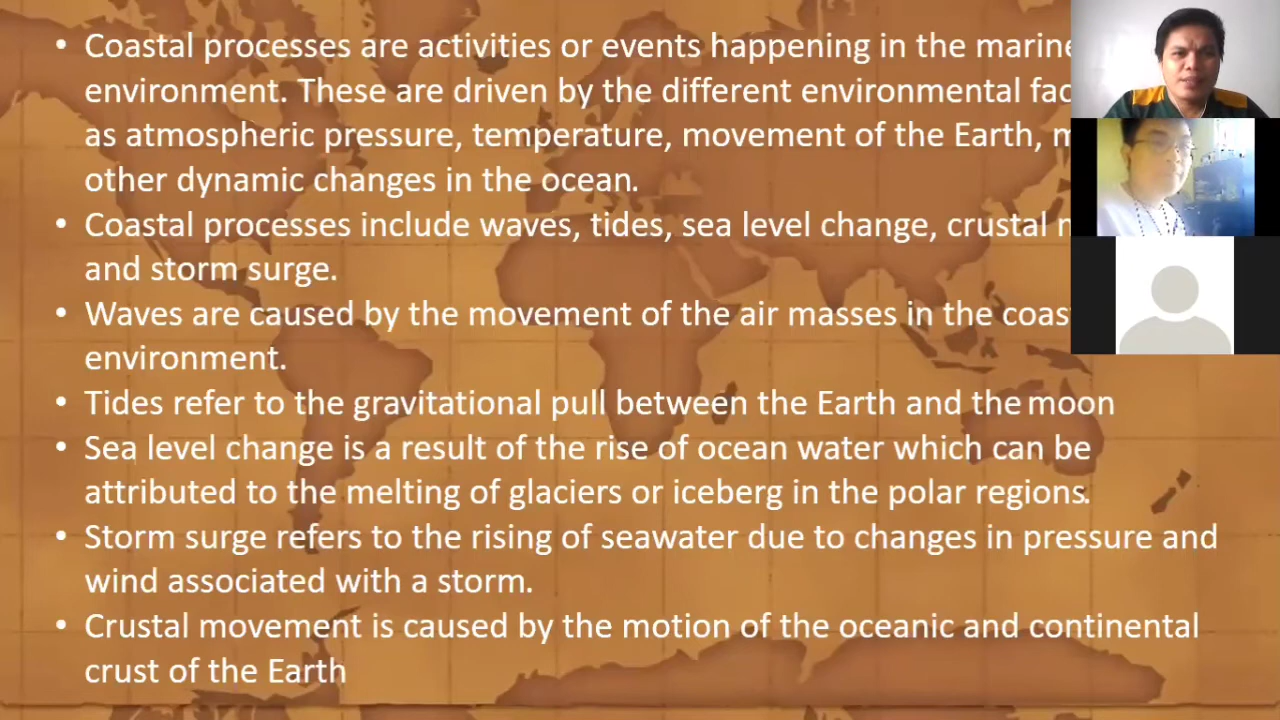 • Coastal processes are activities or events happening in the marine
environment. These are driven by the different environmental
as atmospheric pressure, temperature, movement of the Earth,
other dynamic changes in the ocean.
• Coastal processes include waves, tides, sea level change, crustal
and storm surge.
• Waves are caused by the movement of the air masses in the
environment.
• Tides refer to the gravitational pull between the Earth and the moon
• Sea level change is a result of the rise of ocean water which can be
attributed to the melting of glaciers or iceberg in the polar regions.
• Storm surge refers to the rising of seawater due to changes in pressure and
wind associated with a storm.
• Crustal movement is caused by the motion of the oceanic and continental
crust of the Earth